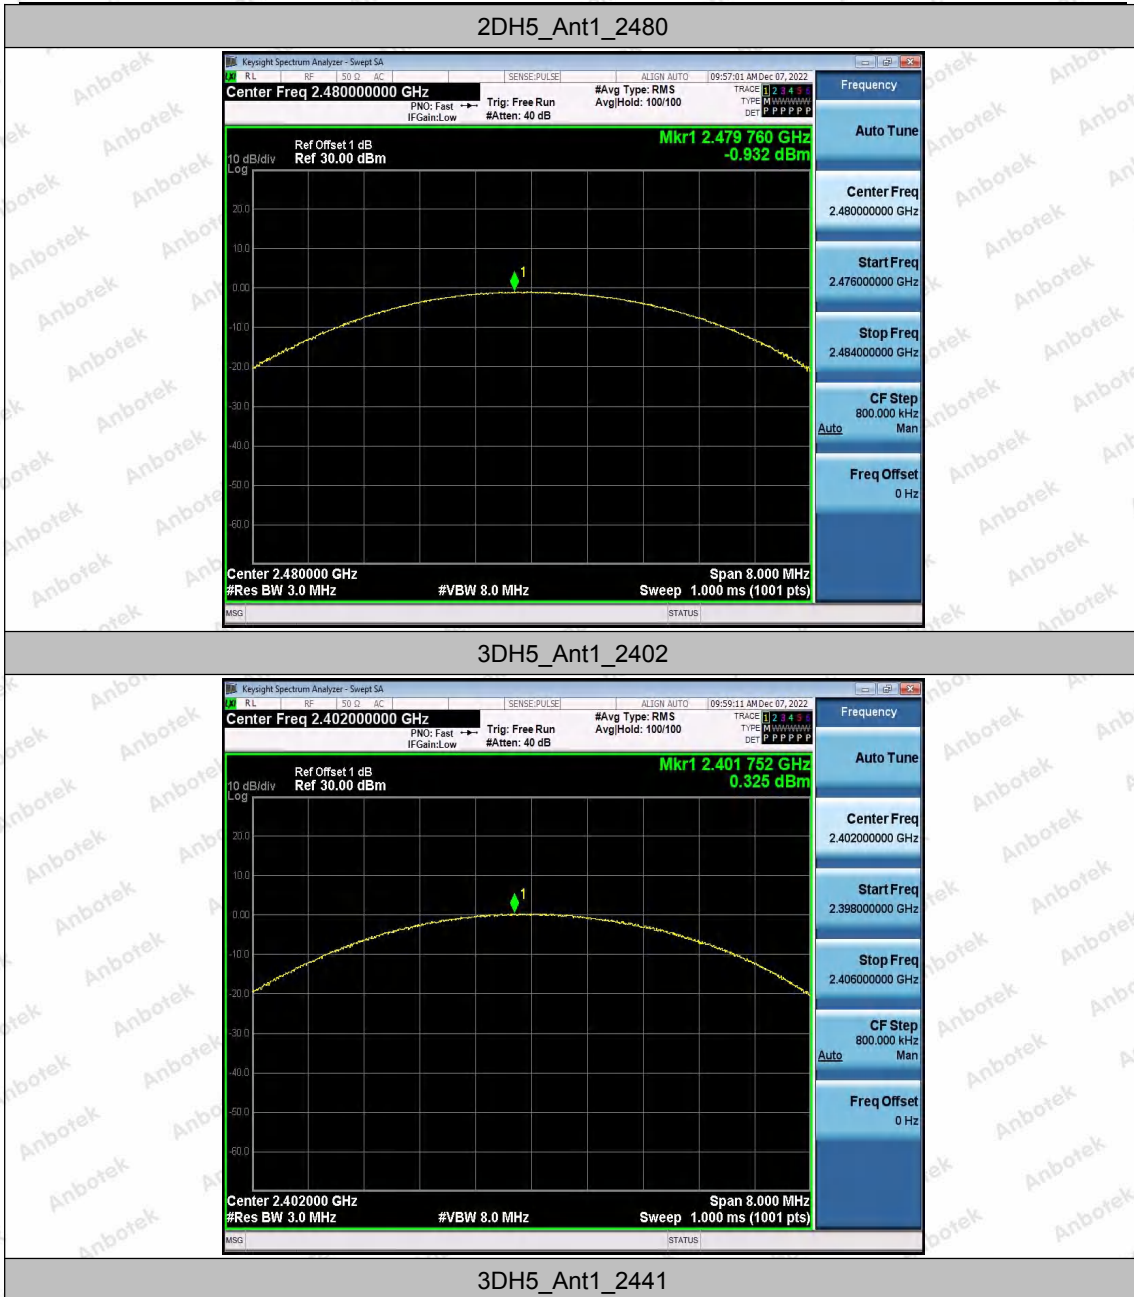 2DH5_Ant1_2480
Keysight Spectrum Analyzer - Swept SA
LXI RL RF 50 Ω AC SENSE:PULSE ALIGN AUTO 09:57:01 AM Dec 07, 2022
Center Freq 2.480000000 GHz
PNO: Fast
IFGain:Low
Trig: Free Run
#Atten: 40 dB
#Avg Type: RMS
Avg|Hold: 100/100
TRACE 1 2 3 4 5 6
TYPE M W W W W W
DET P P P P P P
Ref Offset 1 dB
10 dB/div Ref 30.00 dBm
Log
Mkr1 2.479 760 GHz
-0.932 dBm
20.0
10.0
1
0.00
-10.0
-20.0
-30.0
-40.0
-50.0
-60.0
Center 2.480000 GHz Span 8.000 MHz
#Res BW 3.0 MHz #VBW 8.0 MHz Sweep 1.000 ms (1001 pts)
MSG STATUS
Frequency
Auto Tune
Center Freq
2.480000000 GHz
Start Freq
2.476000000 GHz
Stop Freq
2.484000000 GHz
CF Step
800.000 kHz
Auto Man
Freq Offset
0 Hz
3DH5_Ant1_2402
Keysight Spectrum Analyzer - Swept SA
LXI RL RF 50 Ω AC SENSE:PULSE ALIGN AUTO 09:59:11 AM Dec 07, 2022
Center Freq 2.402000000 GHz
PNO: Fast
IFGain:Low
Trig: Free Run
#Atten: 40 dB
#Avg Type: RMS
Avg|Hold: 100/100
TRACE 1 2 3 4 5 6
TYPE M W W W W W
DET P P P P P P
Ref Offset 1 dB
10 dB/div Ref 30.00 dBm
Log
Mkr1 2.401 752 GHz
0.325 dBm
20.0
10.0
1
0.00
-10.0
-20.0
-30.0
-40.0
-50.0
-60.0
Center 2.402000 GHz Span 8.000 MHz
#Res BW 3.0 MHz #VBW 8.0 MHz Sweep 1.000 ms (1001 pts)
MSG STATUS
Frequency
Auto Tune
Center Freq
2.402000000 GHz
Start Freq
2.398000000 GHz
Stop Freq
2.406000000 GHz
CF Step
800.000 kHz
Auto Man
Freq Offset
0 Hz
3DH5_Ant1_2441
Anbotek